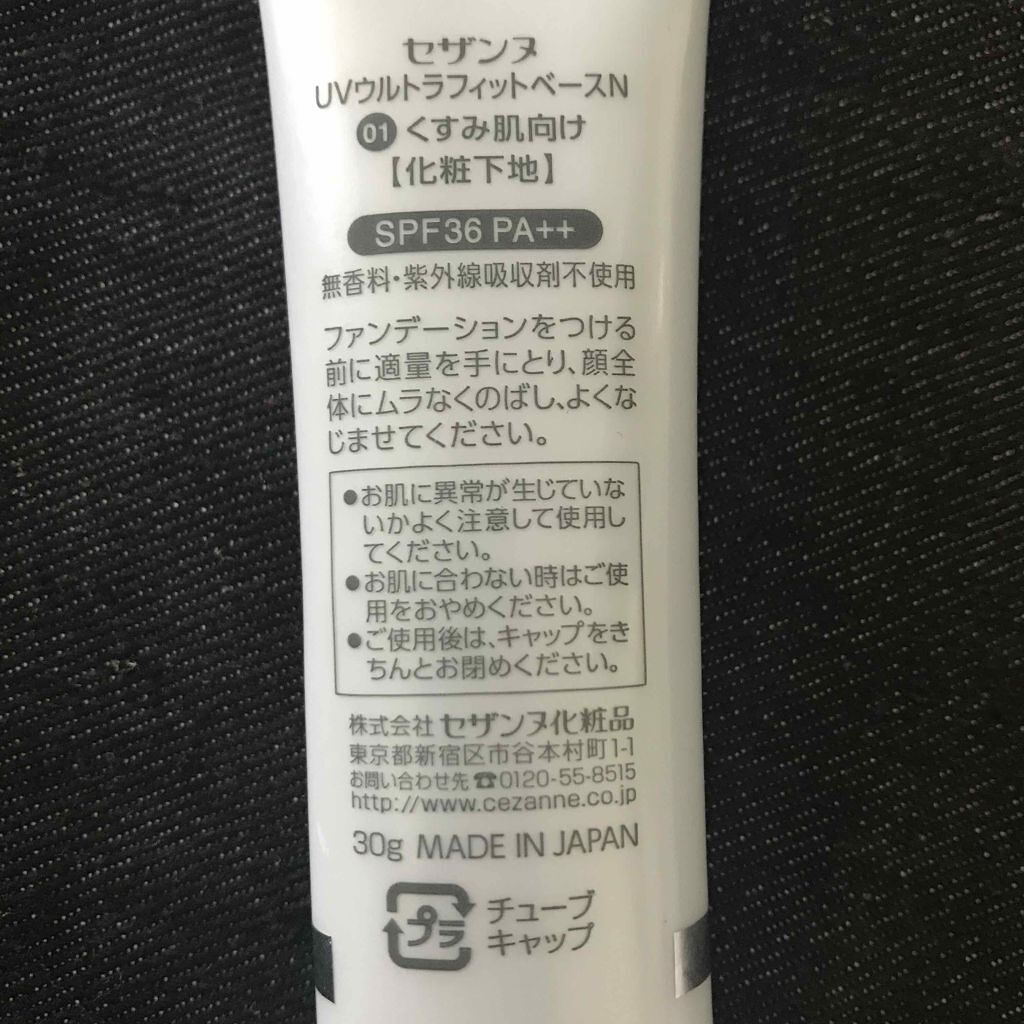 セザンヌ
UVウルトラフィットベースN
01 くすみ肌向け
【化粧下地】
SPF36 PA++
無香料・紫外線吸収剤不使用
ファンデーションをつける
前に適量を手にとり、顔全
体にムラなくのばし、よくな
じませてください。
●お肌に異常が生じていな
いかよく注意して使用し
てください。
●お肌に合わない時はご使
用をおやめください。
●ご使用後は、キャップをき
ちんとお閉めください。
株式会社 セザンヌ化粧品
東京都新宿区市谷本村町1-1
お問い合わせ先☎0120-55-8515
http://www.cezanne.co.jp
30g MADE IN JAPAN
プラ チューブ
キャップ